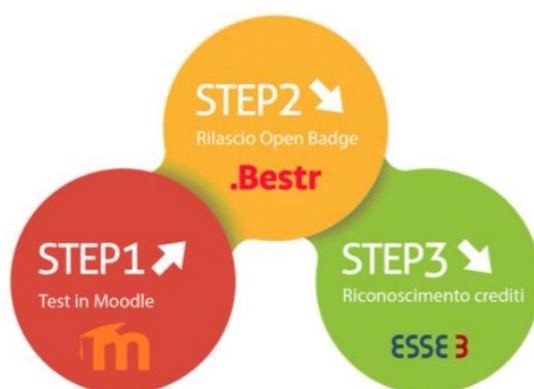 STEP1
Test in Moodle
m
STEP2
Rilascio Open Badge
.Bestr
STEP3
Riconoscimento crediti
ESSE3